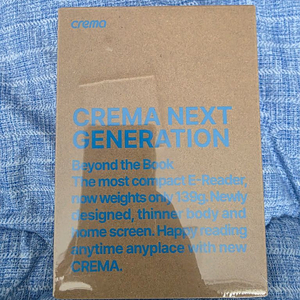 crema
CREMA NEXT
GENERATION
Beyond the Book
The most compact E-Reader,
now weights only 139g. Newly
designed, thinner body and
home screen. Happy reading
anytime anyplace with new
CREMA.